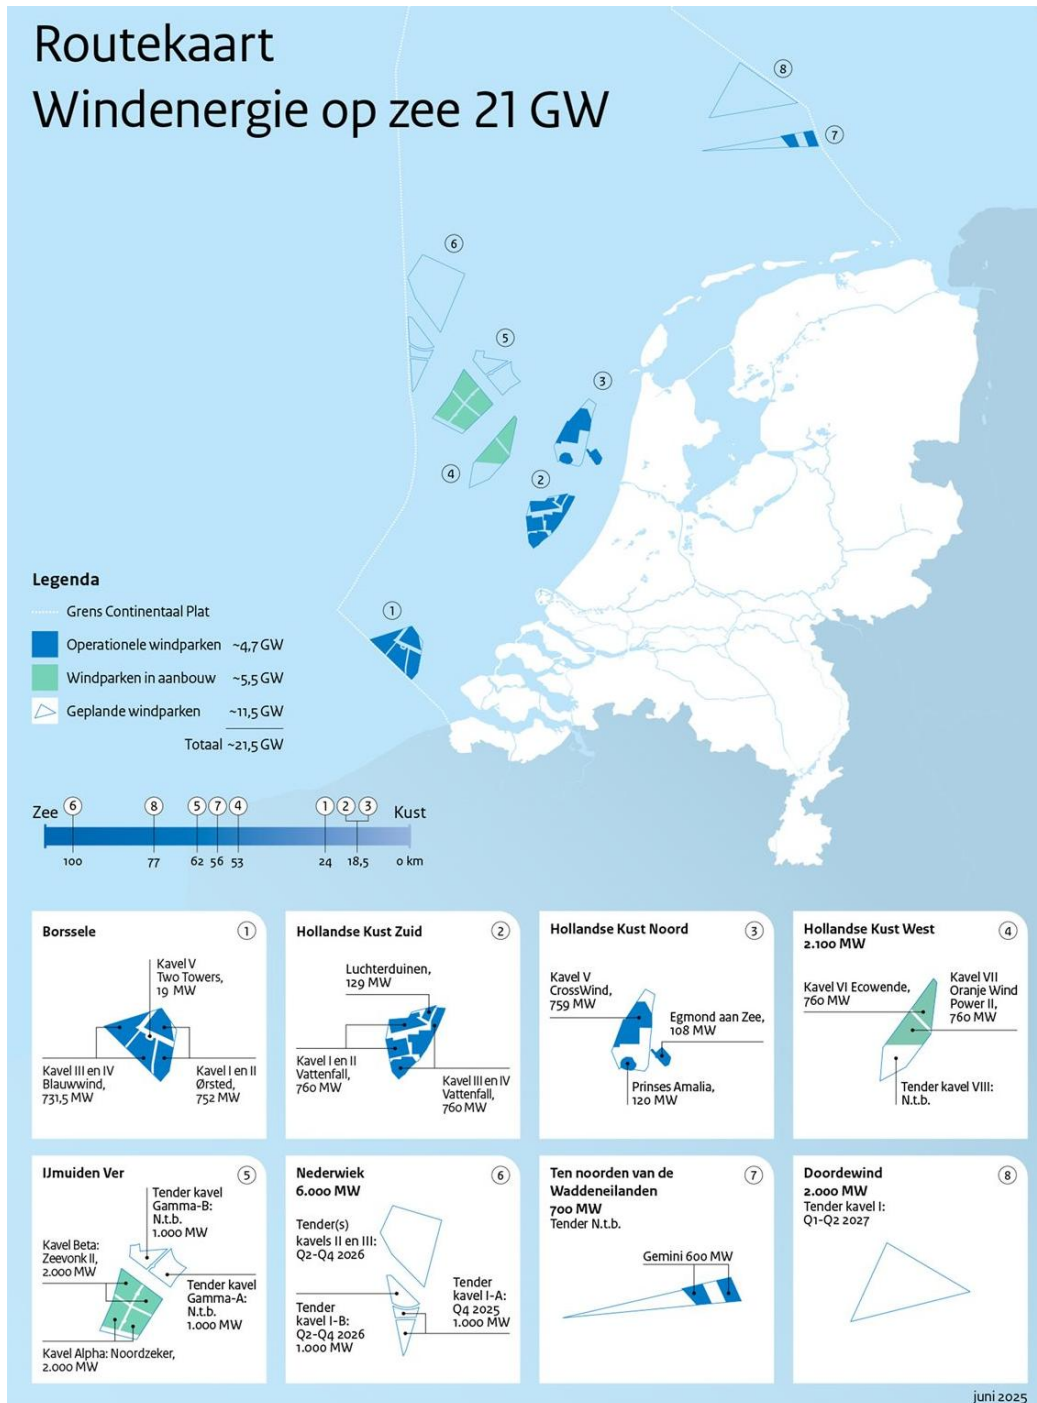 Routekaart
Windenergie op zee 21 GW
8
7
6
5
3
4
2
1
Legenda
Grens Continentaal Plat
Operationele windparken ~4,7 GW
Windparken in aanbouw ~5,5 GW
Geplande windparken ~11,5 GW
Totaal ~21,5 GW
Zee 6 8 5 7 4 1 2 3 Kust
100 77 62 56 53 24 18,5 0 km
Borssele 1
Kavel V
Two Towers,
19 MW
Kavel III en IV
Blauwwind,
731,5 MW
Kavel I en II
Ørsted,
752 MW
Hollandse Kust Zuid 2
Luchterduinen,
129 MW
Kavel I en II
Vattenfall,
760 MW
Kavel III en IV
Vattenfall,
760 MW
Hollandse Kust Noord 3
Kavel V
CrossWind,
759 MW
Egmond aan Zee,
108 MW
Prinses Amalia,
120 MW
Hollandse Kust West 4
2.100 MW
Kavel VI Ecowende,
760 MW
Kavel VII
Oranje Wind
Power II,
760 MW
Tender kavel VIII:
N.t.b.
IJmuiden Ver 5
Tender kavel
Gamma-B:
N.t.b.
1.000 MW
Kavel Beta:
Zeevonk II,
2.000 MW
Tender kavel
Gamma-A:
N.t.b.
1.000 MW
Kavel Alpha: Noordzeker,
2.000 MW
Nederwiek 6
6.000 MW
Tender(s)
kavels II en III:
Q2-Q4 2026
Tender
kavel I-B:
Q2-Q4 2026
1.000 MW
Tender
kavel I-A:
Q4 2025
1.000 MW
Ten noorden van de 7
Waddeneilanden
700 MW
Tender N.t.b.
Gemini 600 MW
Doordewind 8
2.000 MW
Tender kavel I:
Q1-Q2 2027
juni 2025